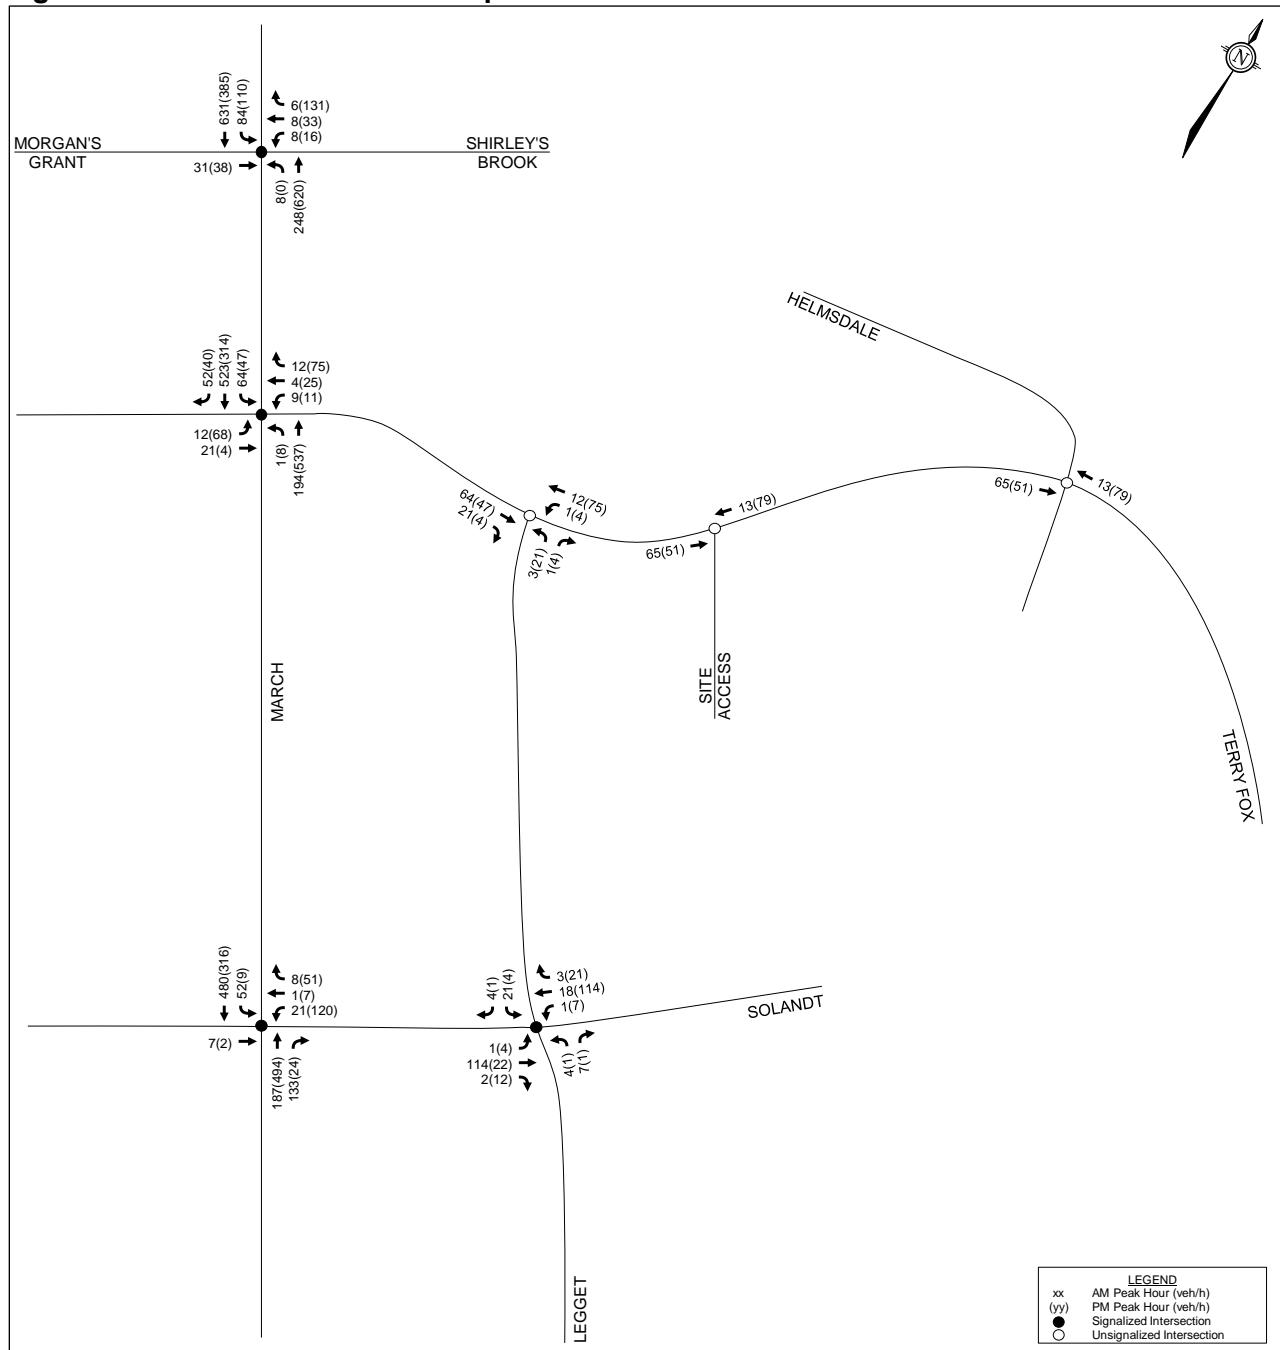 N
631(385)
84(110)
6(131)
8(33)
8(16)
MORGAN'S
GRANT
SHIRLEY'S
BROOK
31(38)
8(0)
248(620)
HELMSDALE
52(40)
523(314)
64(47)
12(75)
4(25)
9(11)
12(68)
21(4)
1(8)
194(537)
64(47)
21(4)
12(75)
1(4)
3(21)
1(4)
13(79)
65(51)
65(51)
13(79)
MARCH
SITE
ACCESS
TERRY FOX
480(316)
52(9)
8(51)
1(7)
21(120)
7(2)
187(494)
133(24)
4(1)
21(4)
3(21)
18(114)
1(7)
SOLANDT
1(4)
114(22)
2(12)
4(1)
7(1)
LEGGET
LEGEND
xx AM Peak Hour (veh/h)
(yy) PM Peak Hour (veh/h)
Signalized Intersection
Unsignalized Intersection